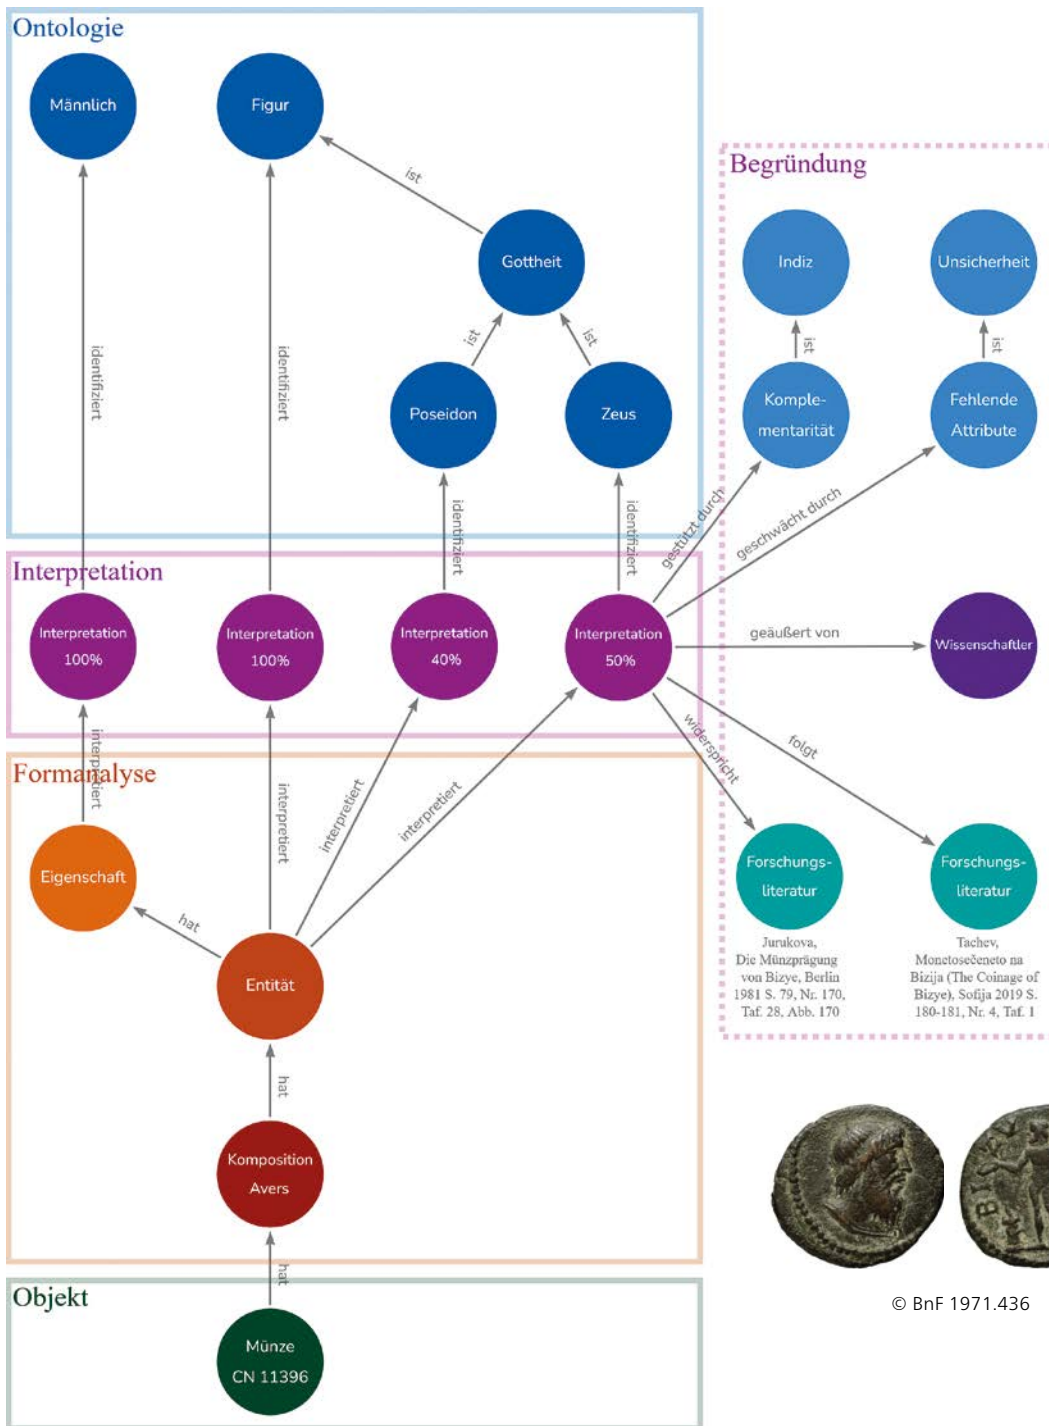 Ontologie
Männlich
Figur
ist
Gottheit
ist
ist
Poseidon
Zeus
identifiziert
identifiziert
identifiziert
identifiziert
Begründung
Indiz
Unsicherheit
ist
ist
Komple-
mentarität
Fehlende
Attribute
gestützt durch
geschwächt durch
Interpretation
Interpretation
100%
Interpretation
100%
Interpretation
40%
Interpretation
50%
geäußert von
Wissenschaftler
widerspricht
folgt
Forschungs-
literatur
Forschungs-
literatur
Jurukova,
Die Münzprägung
von Bizye, Berlin
1981 S. 79, Nr. 170,
Taf. 28, Abb. 170
Tachev,
Monetosečeneto na
Bizija (The Coinage of
Bizye), Sofija 2019 S.
180-181, Nr. 4, Taf. 1
Formanalyse
interpretiert
interpretiert
interpretiert
interpretiert
Eigenschaft
hat
Entität
hat
Komposition
Avers
hat
Objekt
Münze
CN 11396
© BnF 1971.436